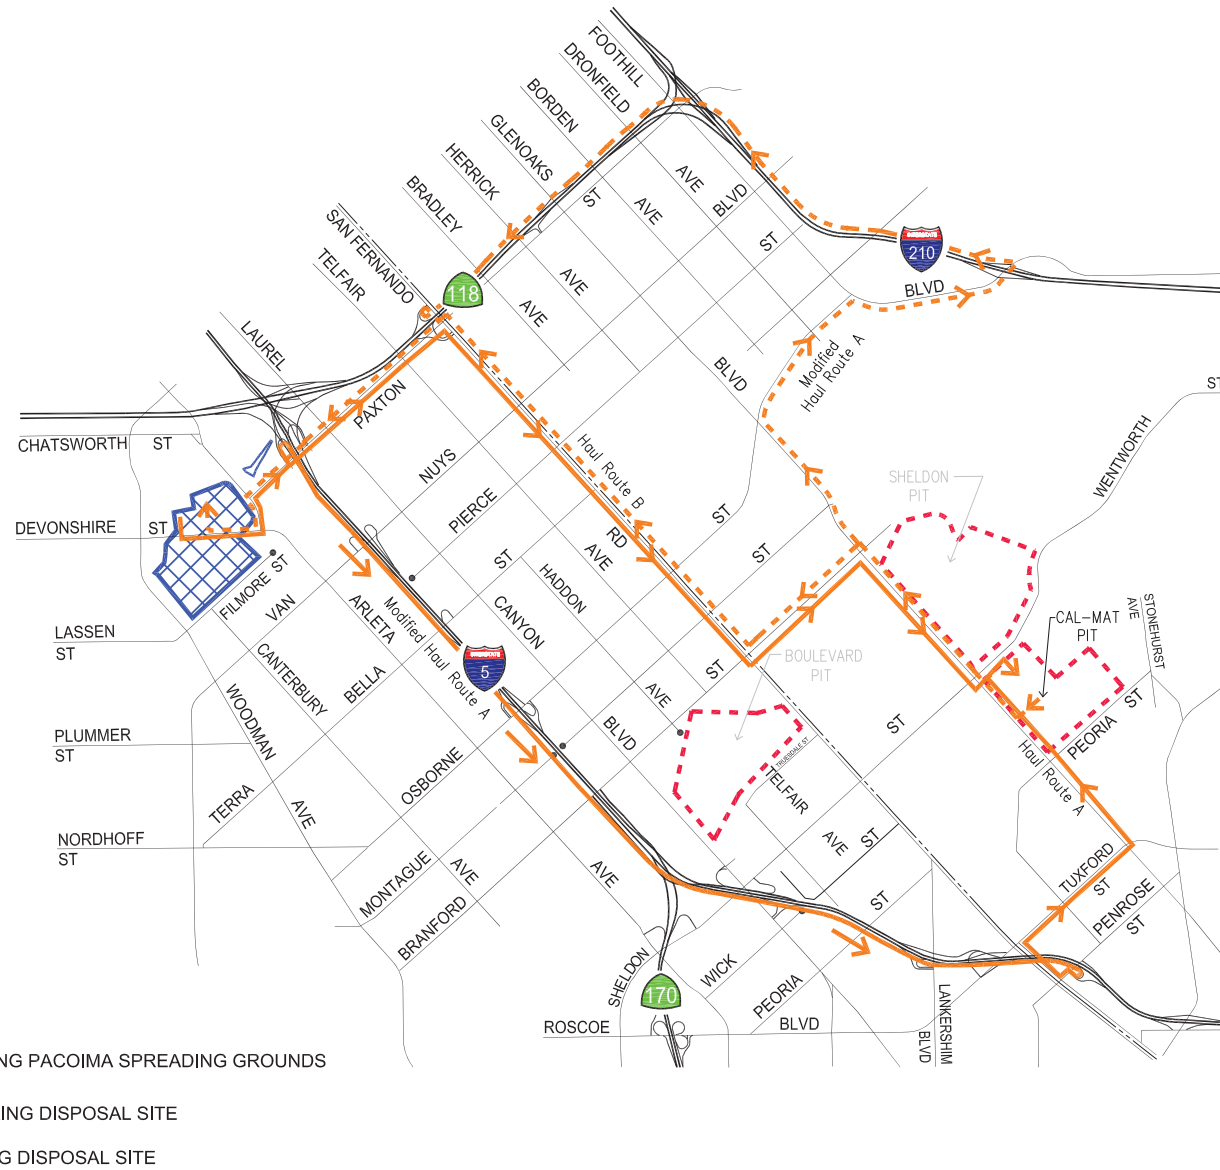 FOOTHILL
DRONFIELD
BORDEN
GLENOAKS
HERRICK
BRADLEY
SAN FERNANDO
TELFAIR
LAUREL
AVE
BLVD
AVE
ST
ST
AVE
AVE
118
210
BLVD
Modified
Haul Route A
BLVD
PAXTON
CHATSWORTH ST
NUYS
PIERCE
Haul Route B
RD
ST
ST
SHELDON
PIT
WENTWORTH
ST
DEVONSHIRE ST
FILMORE ST
VAN
ARLETA
Modified Haul Route A
ST
HADDON
AVE
CANYON
LASSEN
ST
CANTERBURY
BELLA
WOODMAN
AVE
5
ST
BOULEVARD
PIT
CAL-MAT
PIT
STONEHURST
AVE
PEORIA ST
Haul Route A
AVE
BLVD
TRUESDALE ST
TELFAIR
AVE
ST
ST
PLUMMER
ST
OSBORNE
TERRA
NORDHOFF
ST
MONTAGUE
AVE
BRANFORD
AVE
ST
TUXFORD
ST
PENROSE
ST
SHELDON
WICK
PEORIA
170
ROSCOE BLVD
LANKERSHIM
BLVD
NG PACOIMA SPREADING GROUNDS
ING DISPOSAL SITE
G DISPOSAL SITE